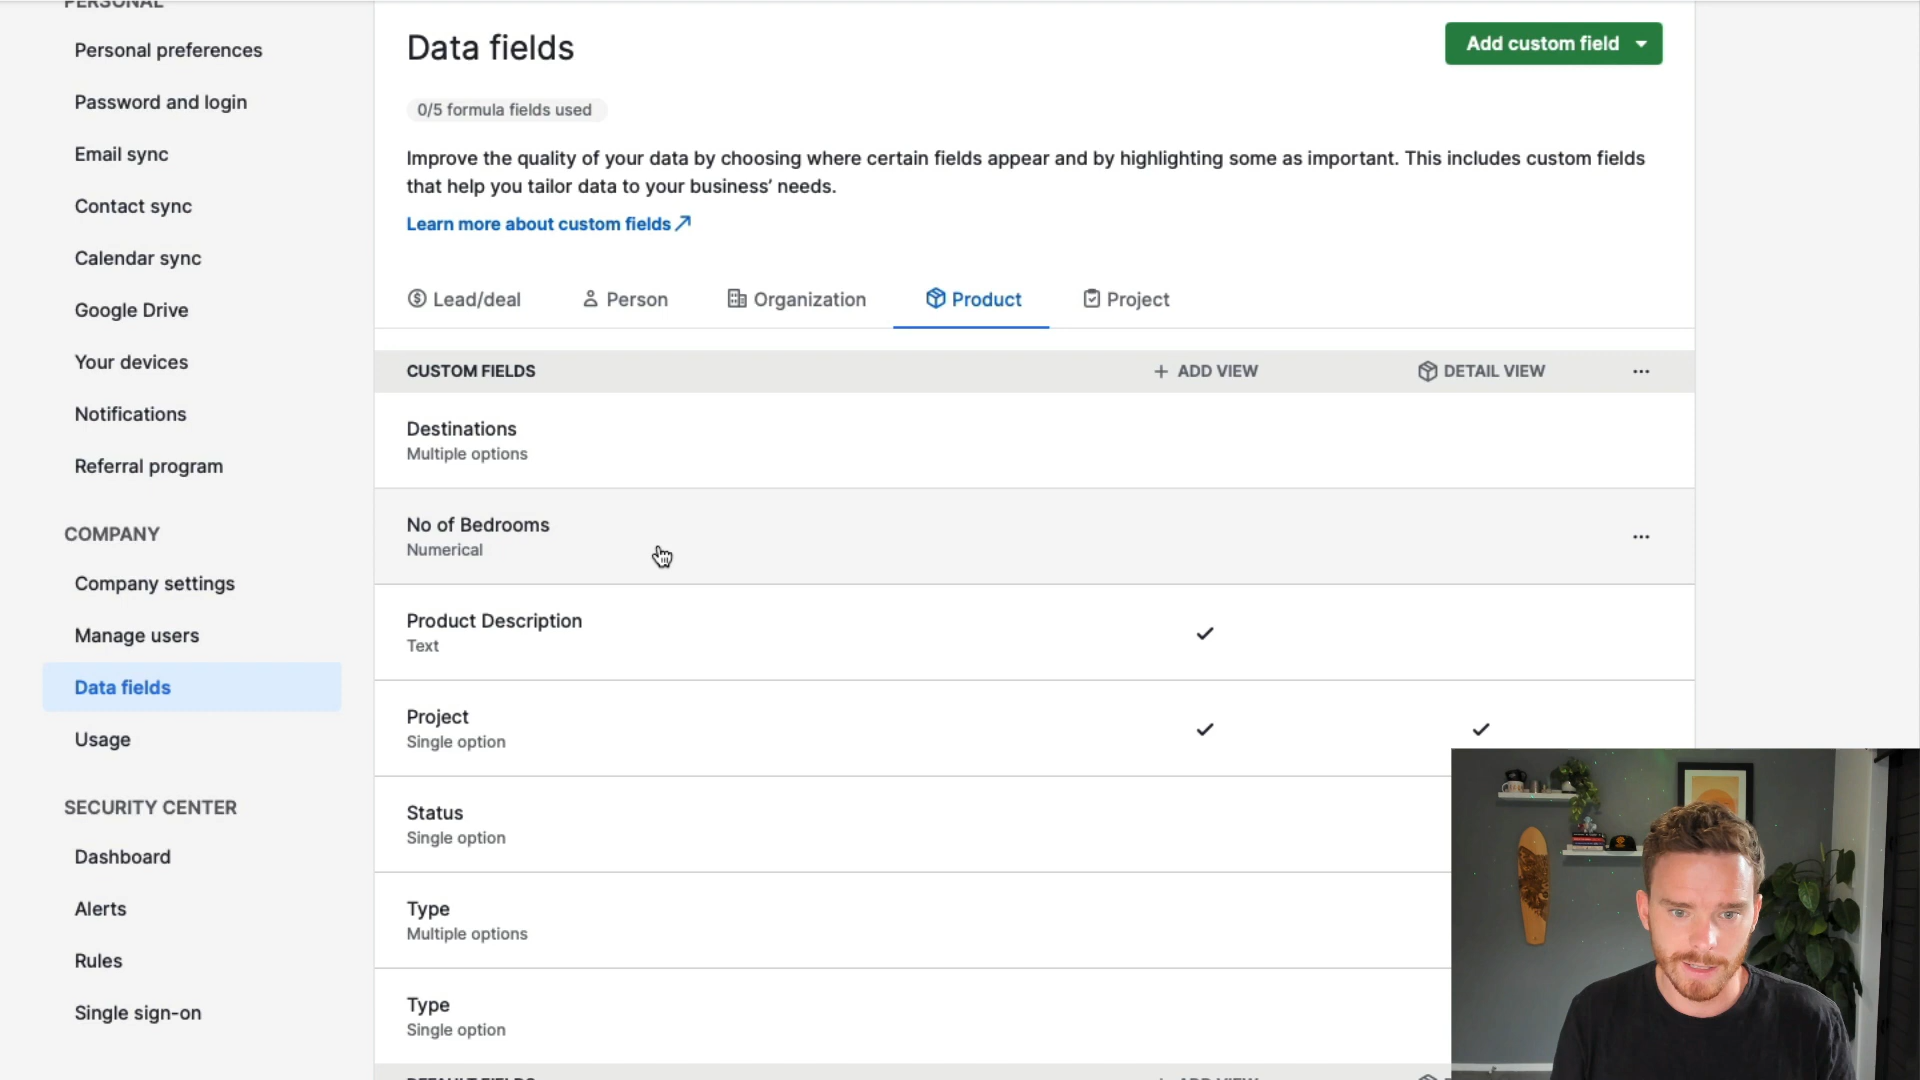 PERSONAL
Personal preferences
Password and login
Email sync
Contact sync
Calendar sync
Google Drive
Your devices
Notifications
Referral program
COMPANY
Company settings
Manage users
Data fields
Usage
SECURITY CENTER
Dashboard
Alerts
Rules
Single sign-on
Data fields
Add custom field
0/5 formula fields used
Improve the quality of your data by choosing where certain fields appear and by highlighting some as important. This includes custom fields
that help you tailor data to your business’ needs.
Learn more about custom fields
Lead/deal
Person
Organization
Product
Project
CUSTOM FIELDS
ADD VIEW
DETAIL VIEW
Destinations
Multiple options
No of Bedrooms
Numerical
Product Description
Text
Project
Single option
Status
Single option
Type
Multiple options
Type
Single option
DEFAULT FIELDS
ADD VIEW